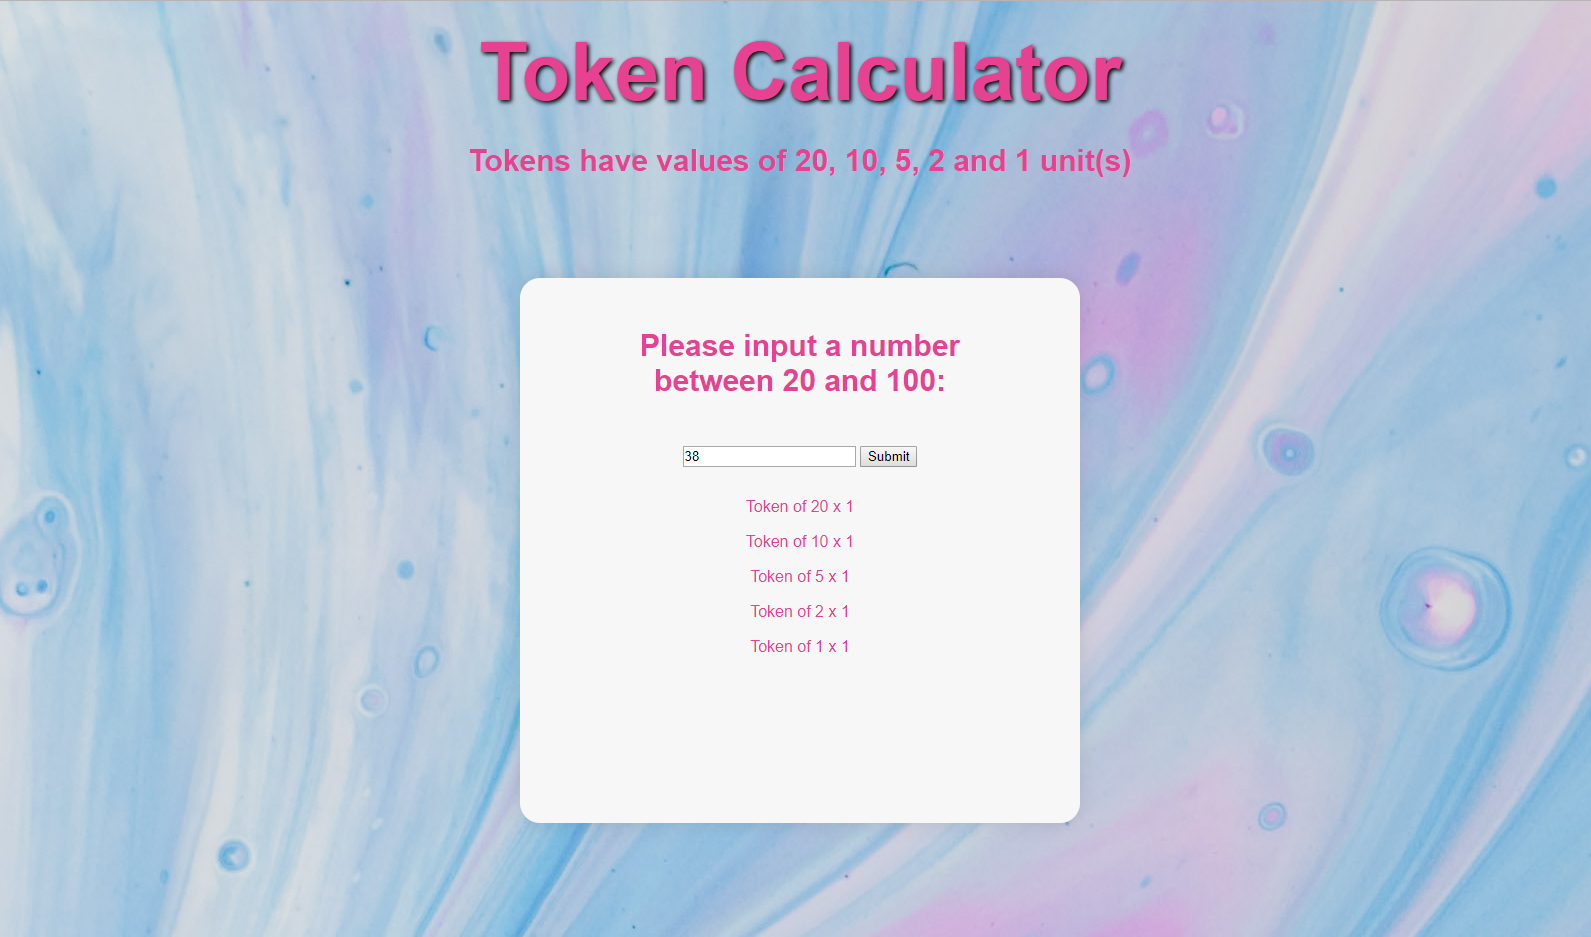 Token Calculator
Tokens have values of 20, 10, 5, 2 and 1 unit(s)
Please input a number
between 20 and 100:
38 Submit
Token of 20 x 1
Token of 10 x 1
Token of 5 x 1
Token of 2 x 1
Token of 1 x 1